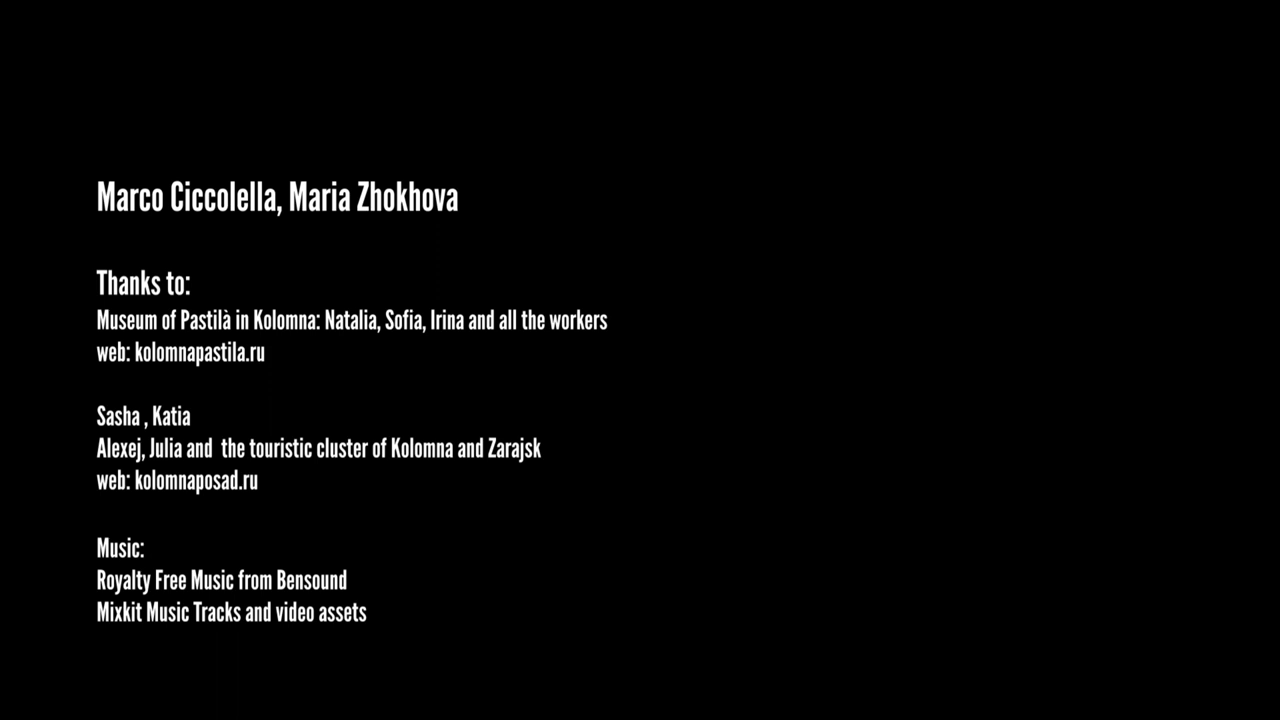 Marco Ciccolella, Maria Zhokhova
Thanks to:
Museum of Pastilà in Kolomna: Natalia, Sofia, Irina and all the workers
web: kolomnapastila.ru
Sasha , Katia
Alexej, Julia and  the touristic cluster of Kolomna and Zarajsk
web: kolomnaposad.ru
Music:
Royalty Free Music from Bensound
Mixkit Music Tracks and video assets